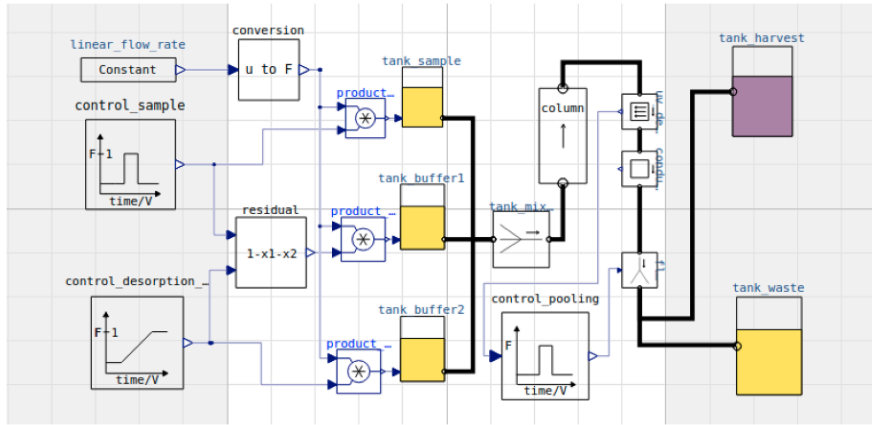 conversion
linear_flow_rate
Constant
u to F
tank_sample
tank_harvest
control_sample
product_...
column
F 1
time/V
tank_buffer1
residual
product_...
tank_mix...
1-x1-x2
control_desorption_...
tank_buffer2
control_pooling
tank_waste
F 1
product_...
F
time/V
time/V